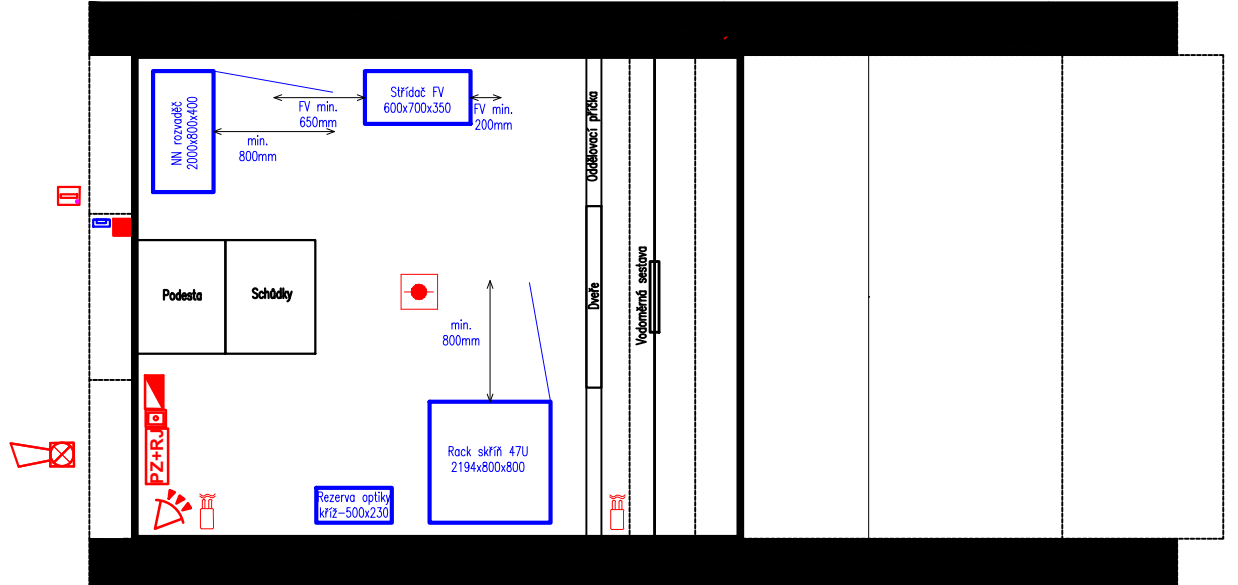 NN rozvaděč
2000x800x400
FV min.
650mm
min.
800mm
Střídač FV
600x700x350
FV min.
200mm
Oddělovací příčka
Podesta
Schůdky
Dveře
Vodoměrná sestava
min.
800mm
PZ+RJ
Rack skříň 47U
2194x800x800
Rezerva optiky
kříž-500x230